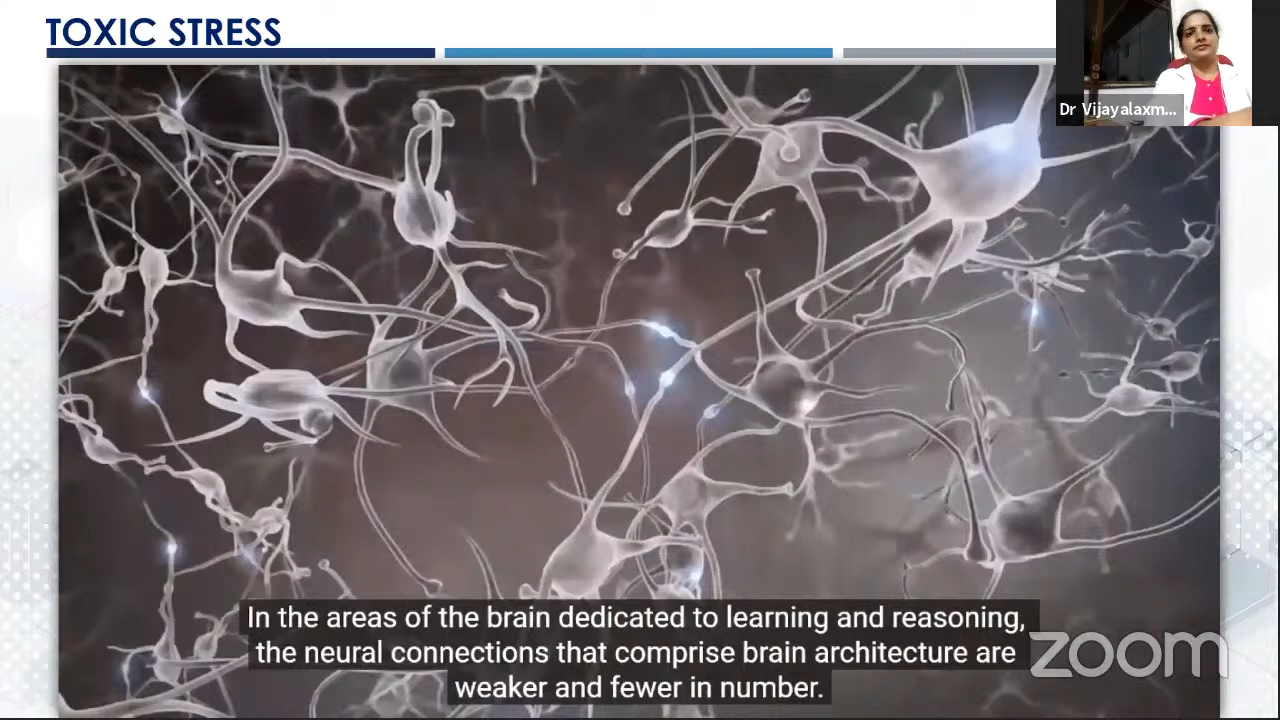 TOXIC STRESS
Dr Vijayalaxm...
In the areas of the brain dedicated to learning and reasoning,
the neural connections that comprise brain architecture are
weaker and fewer in number.
zoom